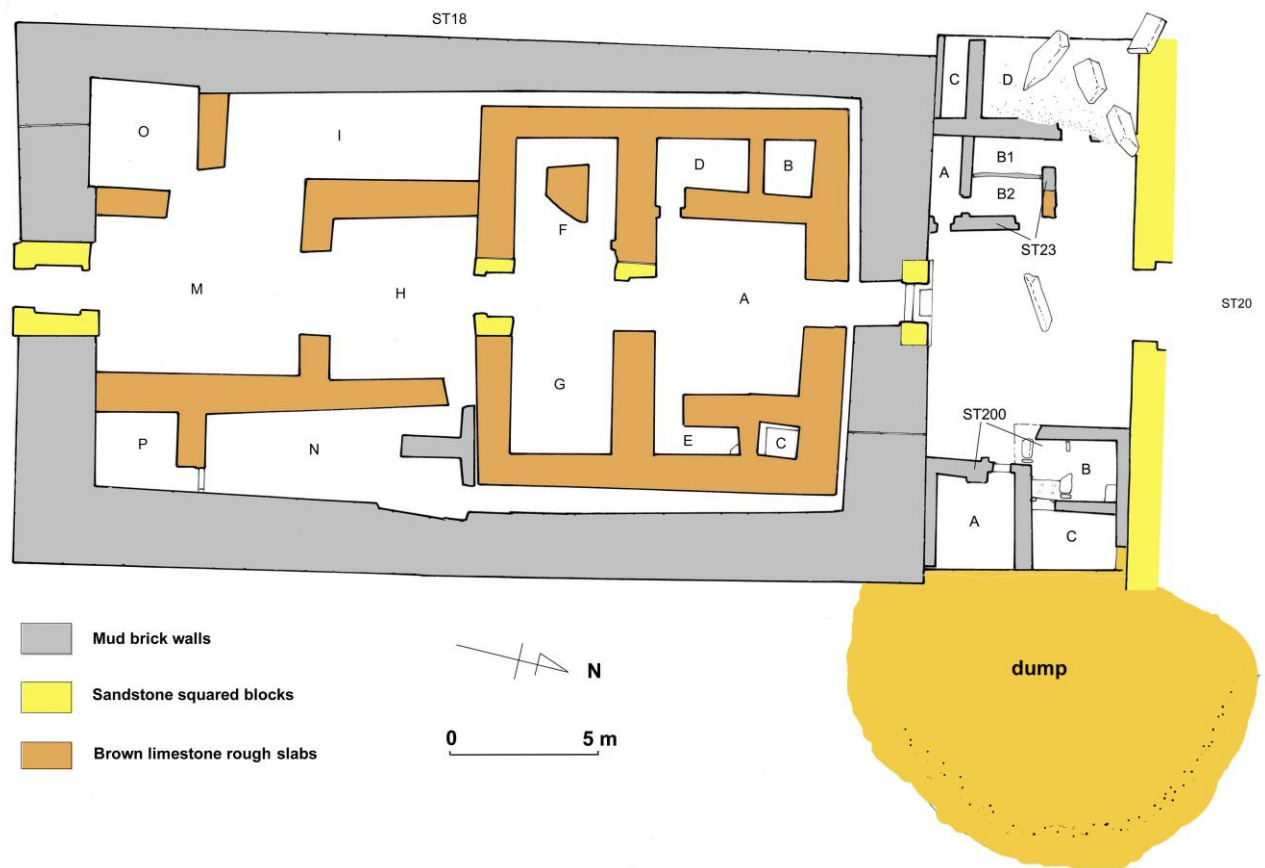 ST18
C
D
O
I
B1
D
B
A
B2
F
ST23
M
H
A
ST20
G
ST200
P
N
E
C
B
A
C
Mud brick walls
N
dump
Sandstone squared blocks
0 5 m
Brown limestone rough slabs